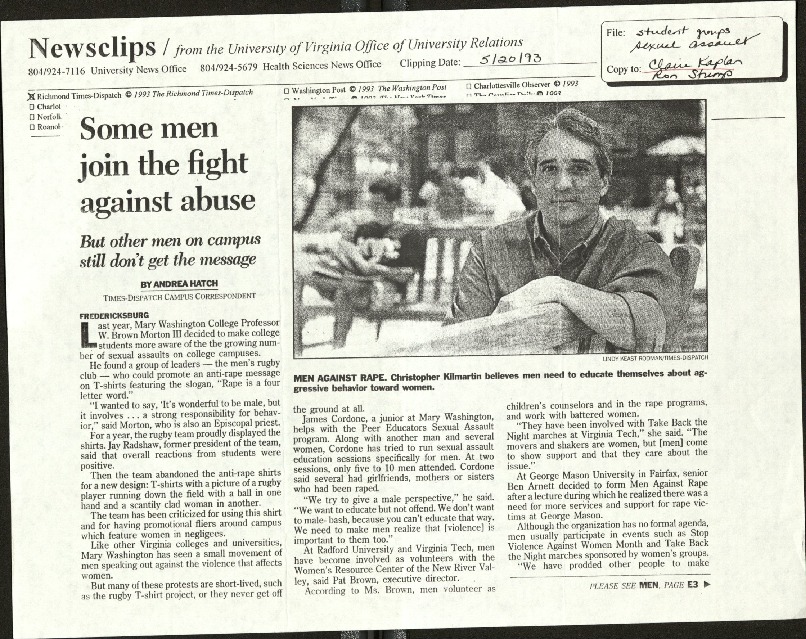 Newsclips / from the University of Virginia Office of University Relations
804/924-7116 University News Office 804/924-5679 Health Sciences News Office Clipping Date: 5/20/93
File: student groups
sexual assault
Copy to: Claire Kaplan
Ron Stump
Richmond Times-Dispatch © 1993 The Richmond Times-Dispatch
Washington Post © 1993 The Washington Post
Charlottesville Observer © 1993
Charlot
Norfolk
Roanok
Some men
join the fight
against abuse
But other men on campus
still don't get the message
BY ANDREA HATCH
TIMES-DISPATCH CAMPUS CORRESPONDENT
FREDERICKSBURG
Last year, Mary Washington College Professor
W. Brown Morton III decided to make college
students more aware of the the growing num-
ber of sexual assaults on college campuses.
He found a group of leaders — the men's rugby
club — who could promote an anti-rape message
on T-shirts featuring the slogan, "Rape is a four
letter word."
"I wanted to say, 'It's wonderful to be male, but
it involves . . . a strong responsibility for behav-
ior," said Morton, who is also an Episcopal priest.
For a year, the rugby team proudly displayed the
shirts. Jay Radshaw, former president of the team,
said that overall reactions from students were
positive.
Then the team abandoned the anti-rape shirts
for a new design: T-shirts with a picture of a rugby
player running down the field with a ball in one
hand and a scantily clad woman in another.
The team has been criticized for using this shirt
and for having promotional fliers around campus
which feature women in negligees.
Like other Virginia colleges and universities,
Mary Washington has seen a small movement of
men speaking out against the violence that affects
women.
But many of these protests are short-lived, such
as the rugby T-shirt project, or they never get off
LINDY KEAST RODMAN/TIMES-DISPATCH
MEN AGAINST RAPE. Christopher Kilmartin believes men need to educate themselves about ag-
gressive behavior toward women.
the ground at all.
James Cordone, a junior at Mary Washington,
helps with the Peer Educators Sexual Assault
program. Along with another man and several
women, Cordone has tried to run sexual assault
education sessions specifically for men. At two
sessions, only five to 10 men attended. Cordone
said several had girlfriends, mothers or sisters
who had been raped.
"We try to give a male perspective," he said.
"We want to educate but not offend. We don't want
to male- bash, because you can't educate that way.
We need to make men realize that [violence] is
important to them too."
At Radford University and Virginia Tech, men
have become involved as volunteers with the
Women's Resource Center of the New River Val-
ley, said Pat Brown, executive director.
According to Ms. Brown, men volunteer as
children's counselors and in the rape programs,
and work with battered women.
"They have been involved with Take Back the
Night marches at Virginia Tech," she said. "The
movers and shakers are women, but [men] come
to show support and that they care about the
issue."
At George Mason University in Fairfax, senior
Ben Arnett decided to form Men Against Rape
after a lecture during which he realized there was a
need for more services and support for rape vic-
tims at George Mason.
Although the organization has no formal agenda,
men usually participate in events such as Stop
Violence Against Women Month and Take Back
the Night marches sponsored by women's groups.
"We have prodded other people to make
PLEASE SEE MEN, PAGE E3 ▶